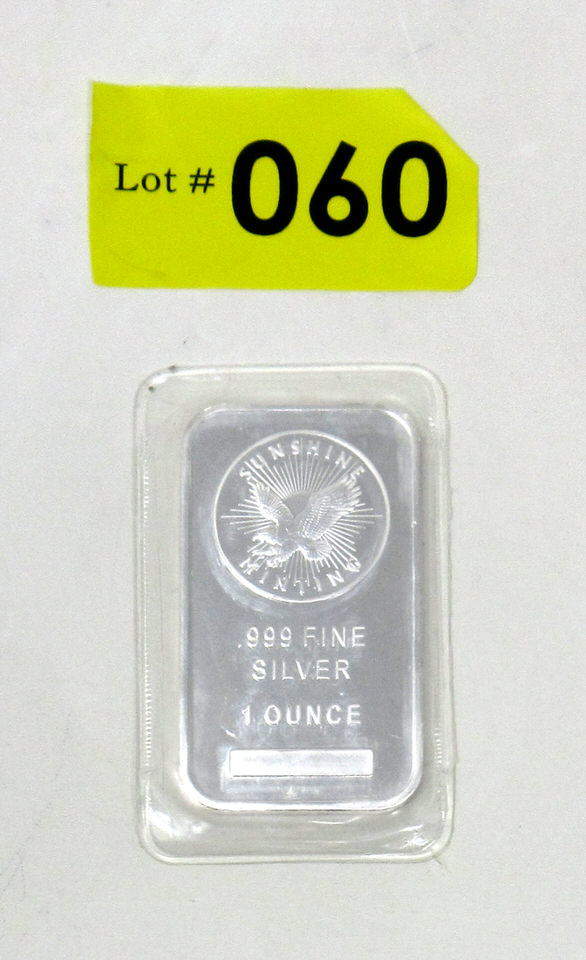 Lot # 060
SUNSHINE
MINTING
.999 FINE
SILVER
1 OUNCE